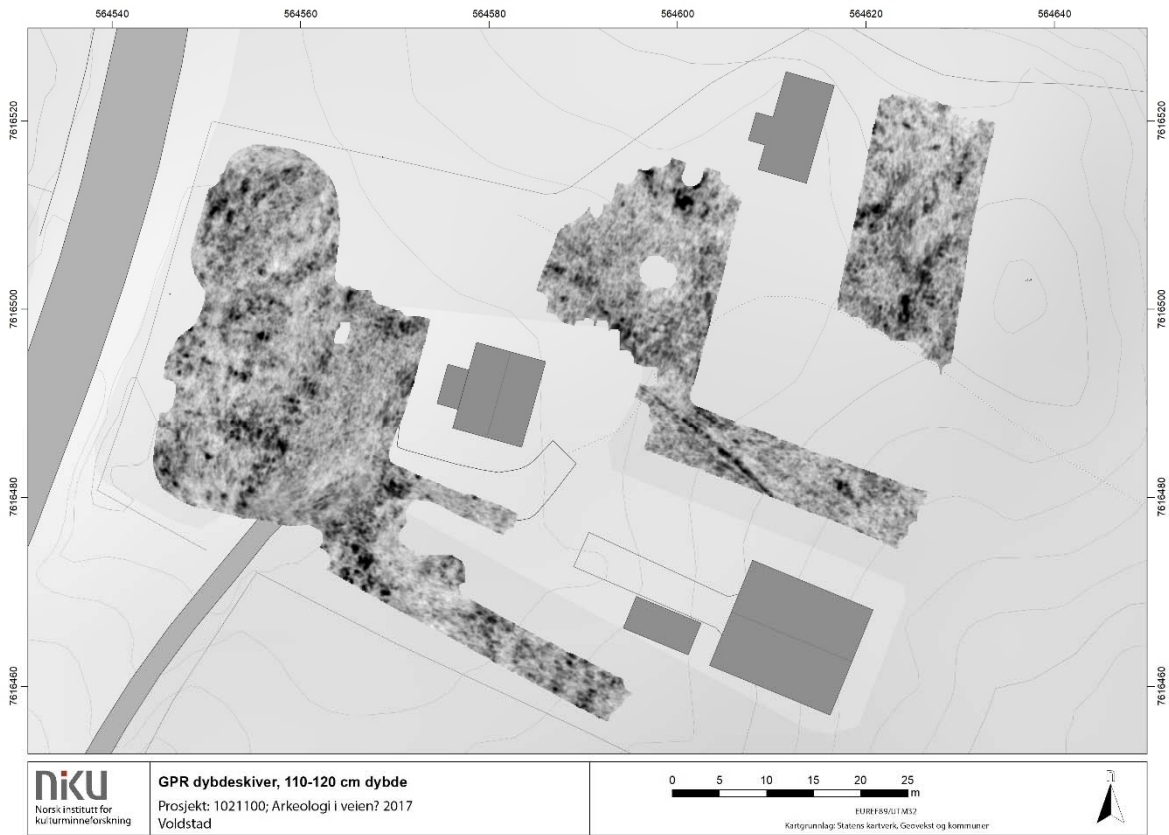 564540 564560 564580 564600 564620 564640
7616520 7616520
7616500 7616500
7616480 7616480
7616460 7616460
niku
Norsk institutt for
kulturminneforskning
GPR dybdeskiver, 110-120 cm dybde
Prosjekt: 1021100; Arkeologi i veien? 2017
Voldstad
0 5 10 15 20 25
m
EUREF89/UTM32
Kartgrunnlag: Statens kartverk, Geovekst og kommuner